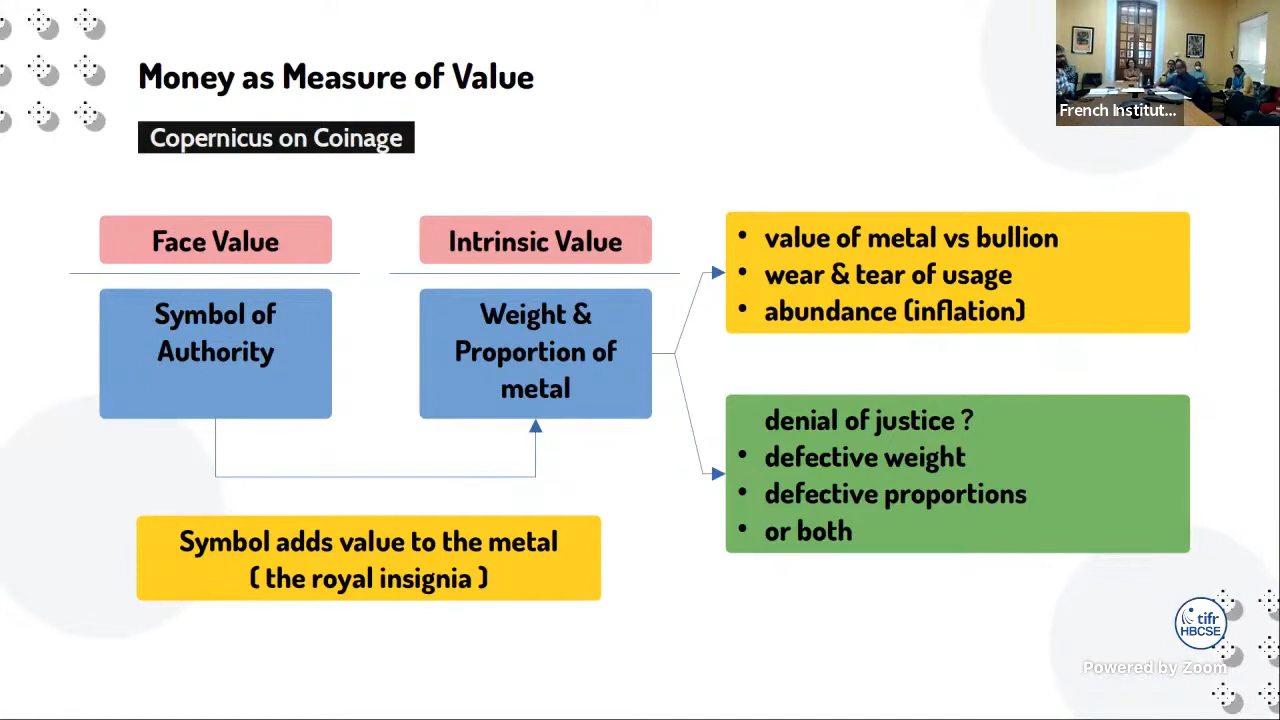 Money as Measure of Value
Copernicus on Coinage
French Institut...
Face Value
Symbol of
Authority
Intrinsic Value
Weight &
Proportion of
metal
• value of metal vs bullion
• wear & tear of usage
• abundance (inflation)
denial of justice ?
• defective weight
• defective proportions
• or both
Symbol adds value to the metal
( the royal insignia )
tifr
HBCSE
Powered by Zoom